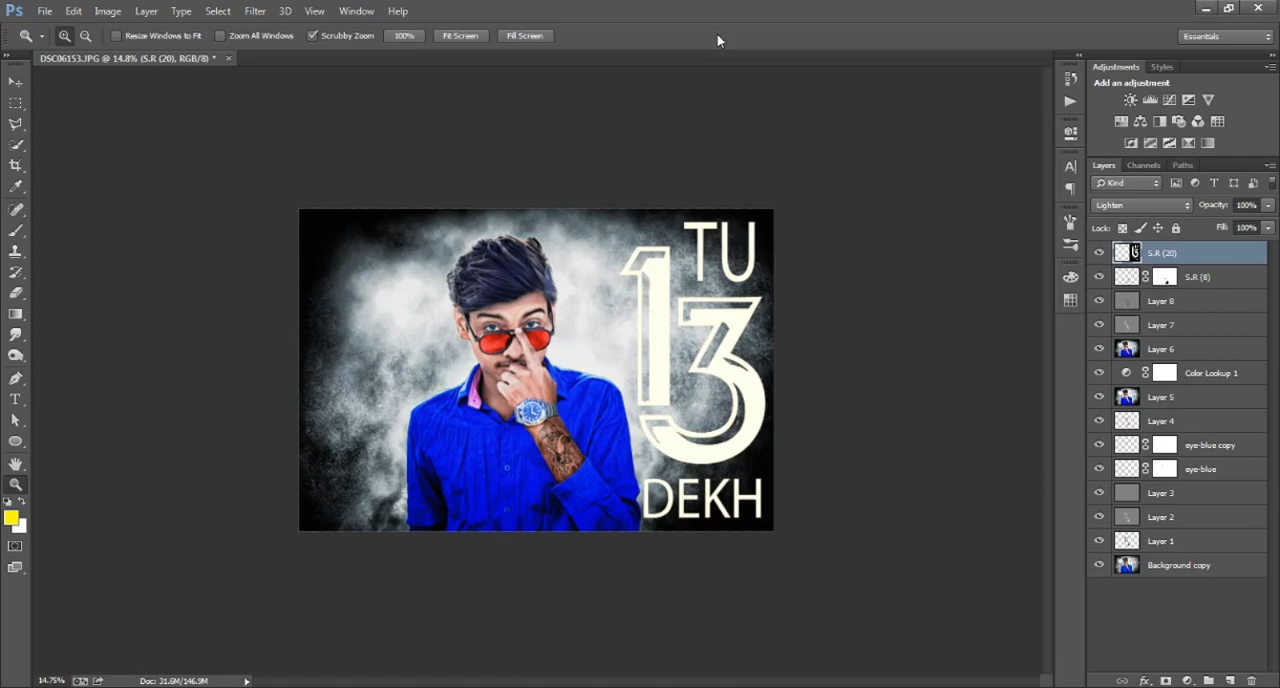 Ps File Edit Image Layer Type Select Filter 3D View Window Help
Resize Windows to Fit Zoom All Windows Scrubby Zoom 100% Fit Screen Fill Screen Essentials
DSC06153.JPG @ 14.8% (S.R (20), RGB/8) * ×
Adjustments Styles
Add an adjustment
Layers Channels Paths
Kind
Lighten Opacity: 100%
Lock: Fill: 100%
S.R (20)
S.R (8)
Layer 8
Layer 7
Layer 6
Color Lookup 1
Layer 5
Layer 4
eye-blue copy
eye-blue
Layer 3
Layer 2
Layer 1
Background copy
TU
13
DEKH
14.75% Doc: 31.6M/146.9M